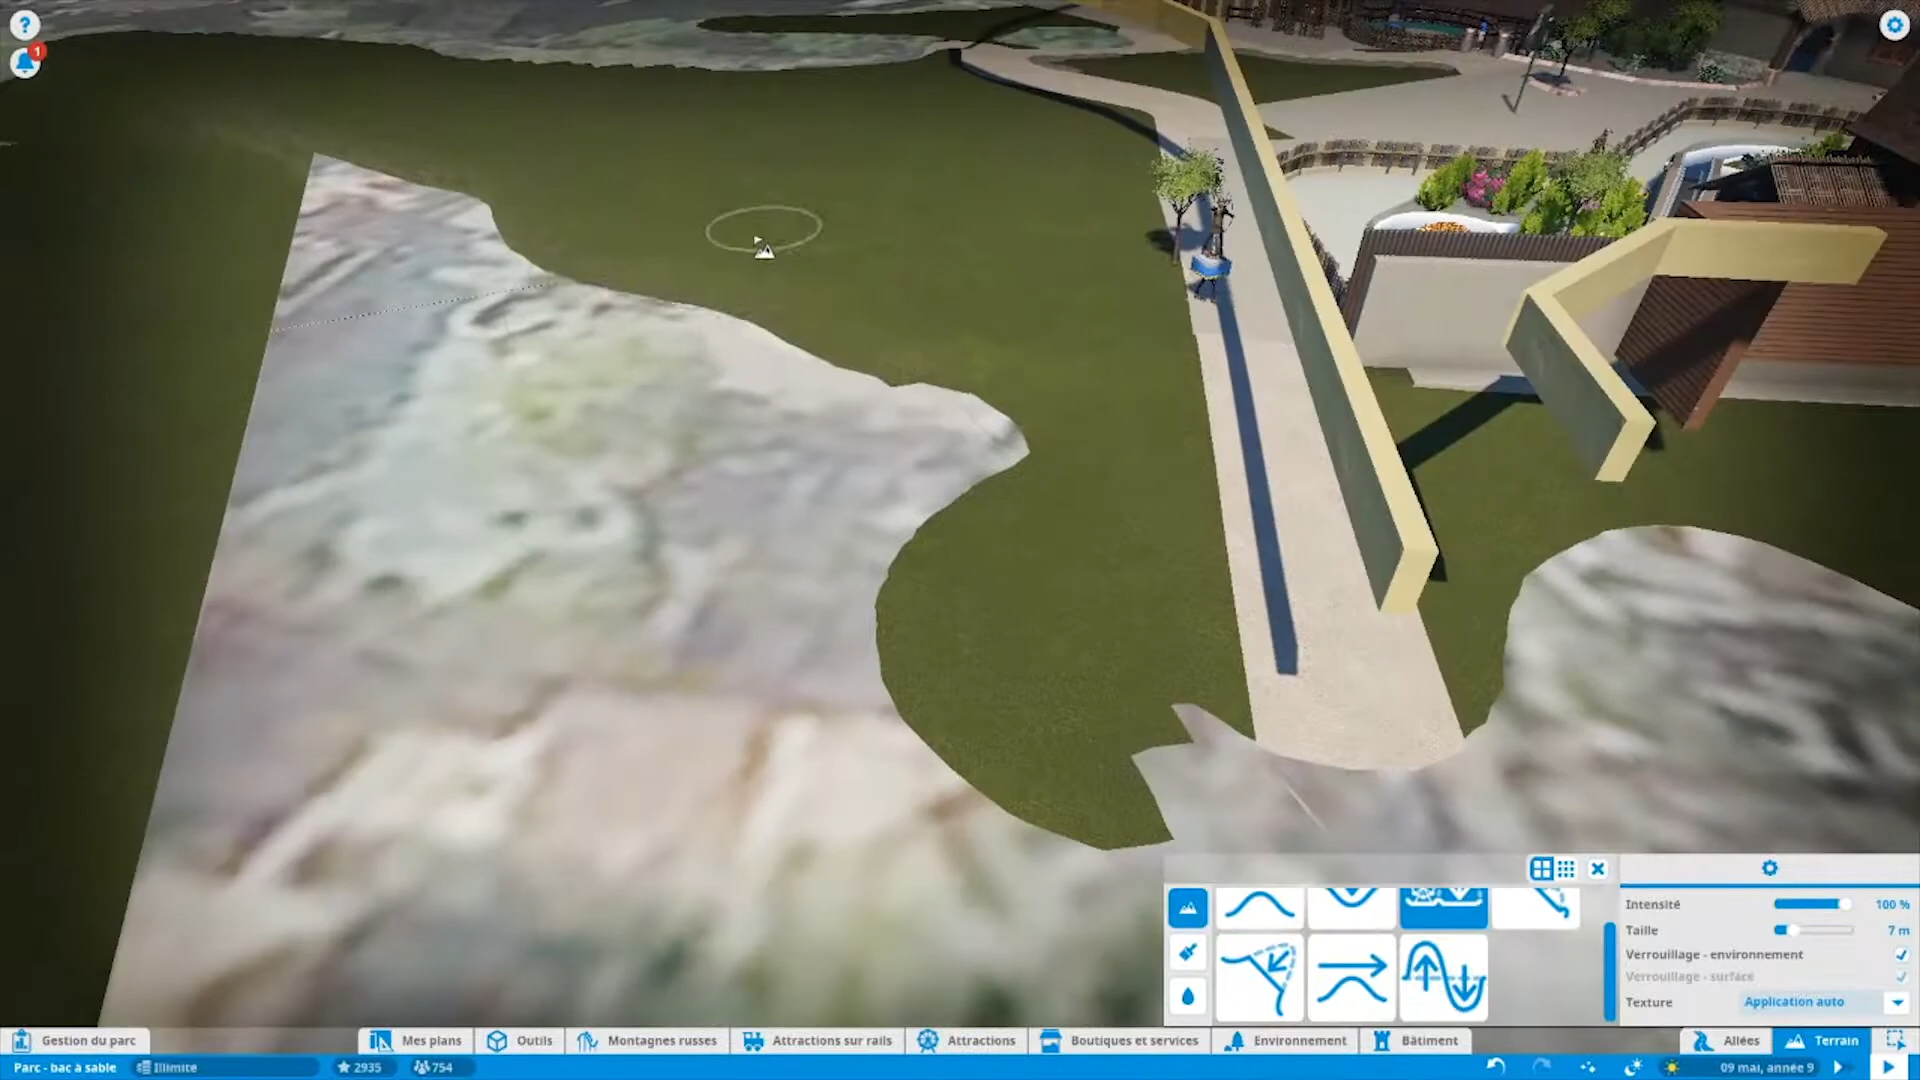 ?
1
Intensité 100 %
Taille 7 m
Verrouillage - environnement
Verrouillage - surface
Texture Application auto
Gestion du parc Mes plans Outils Montagnes russes Attractions sur rails Attractions Boutiques et services Environnement Bâtiment Allées Terrain
Parc - bac à sable Illimité 2935 754 09 mai, année 9